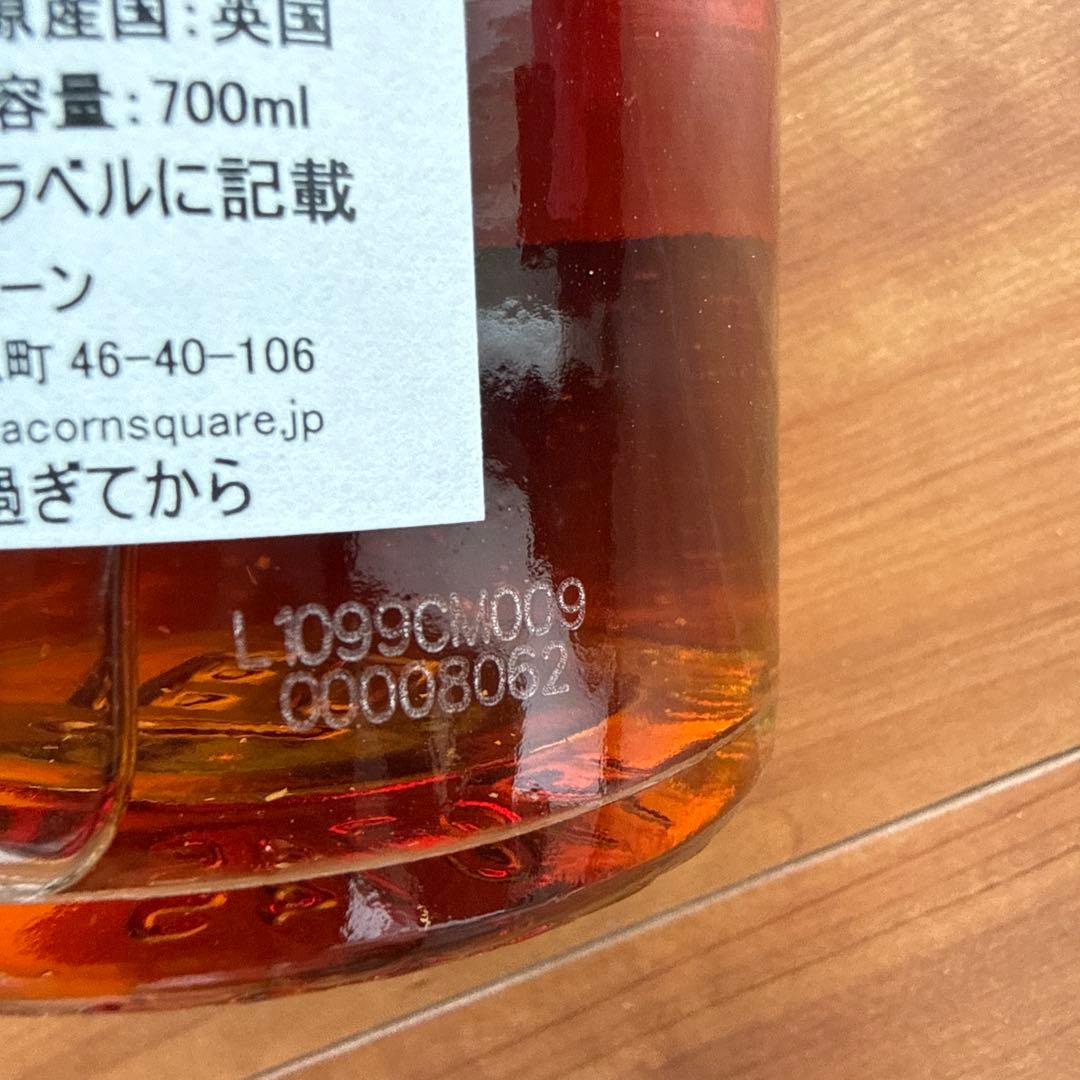 原産国:英国
容量:700ml
ラベルに記載
ーン
町 46-40-106
acornsquare.jp
過ぎてから
L1099CM009
00008062